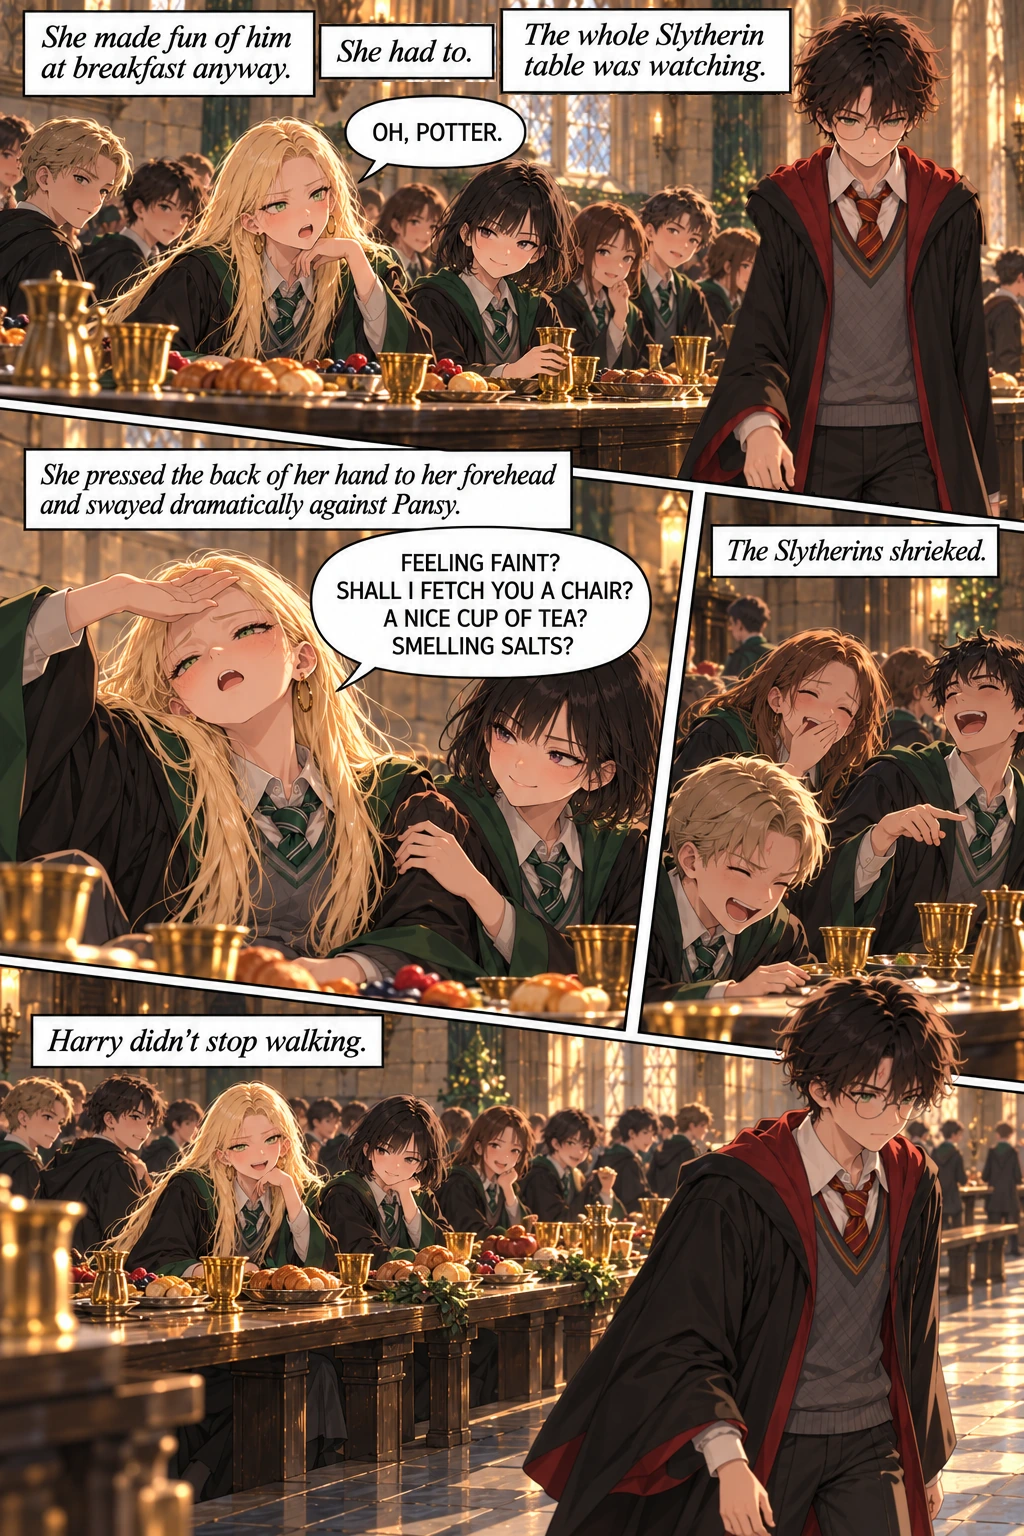 She made fun of him
at breakfast anyway.
She had to.
The whole Slytherin
table was watching.
OH, POTTER.
She pressed the back of her hand to her forehead
and swayed dramatically against Pansy.
FEELING FAINT?
SHALL I FETCH YOU A CHAIR?
A NICE CUP OF TEA?
SMELLING SALTS?
The Slytherins shrieked.
Harry didn't stop walking.